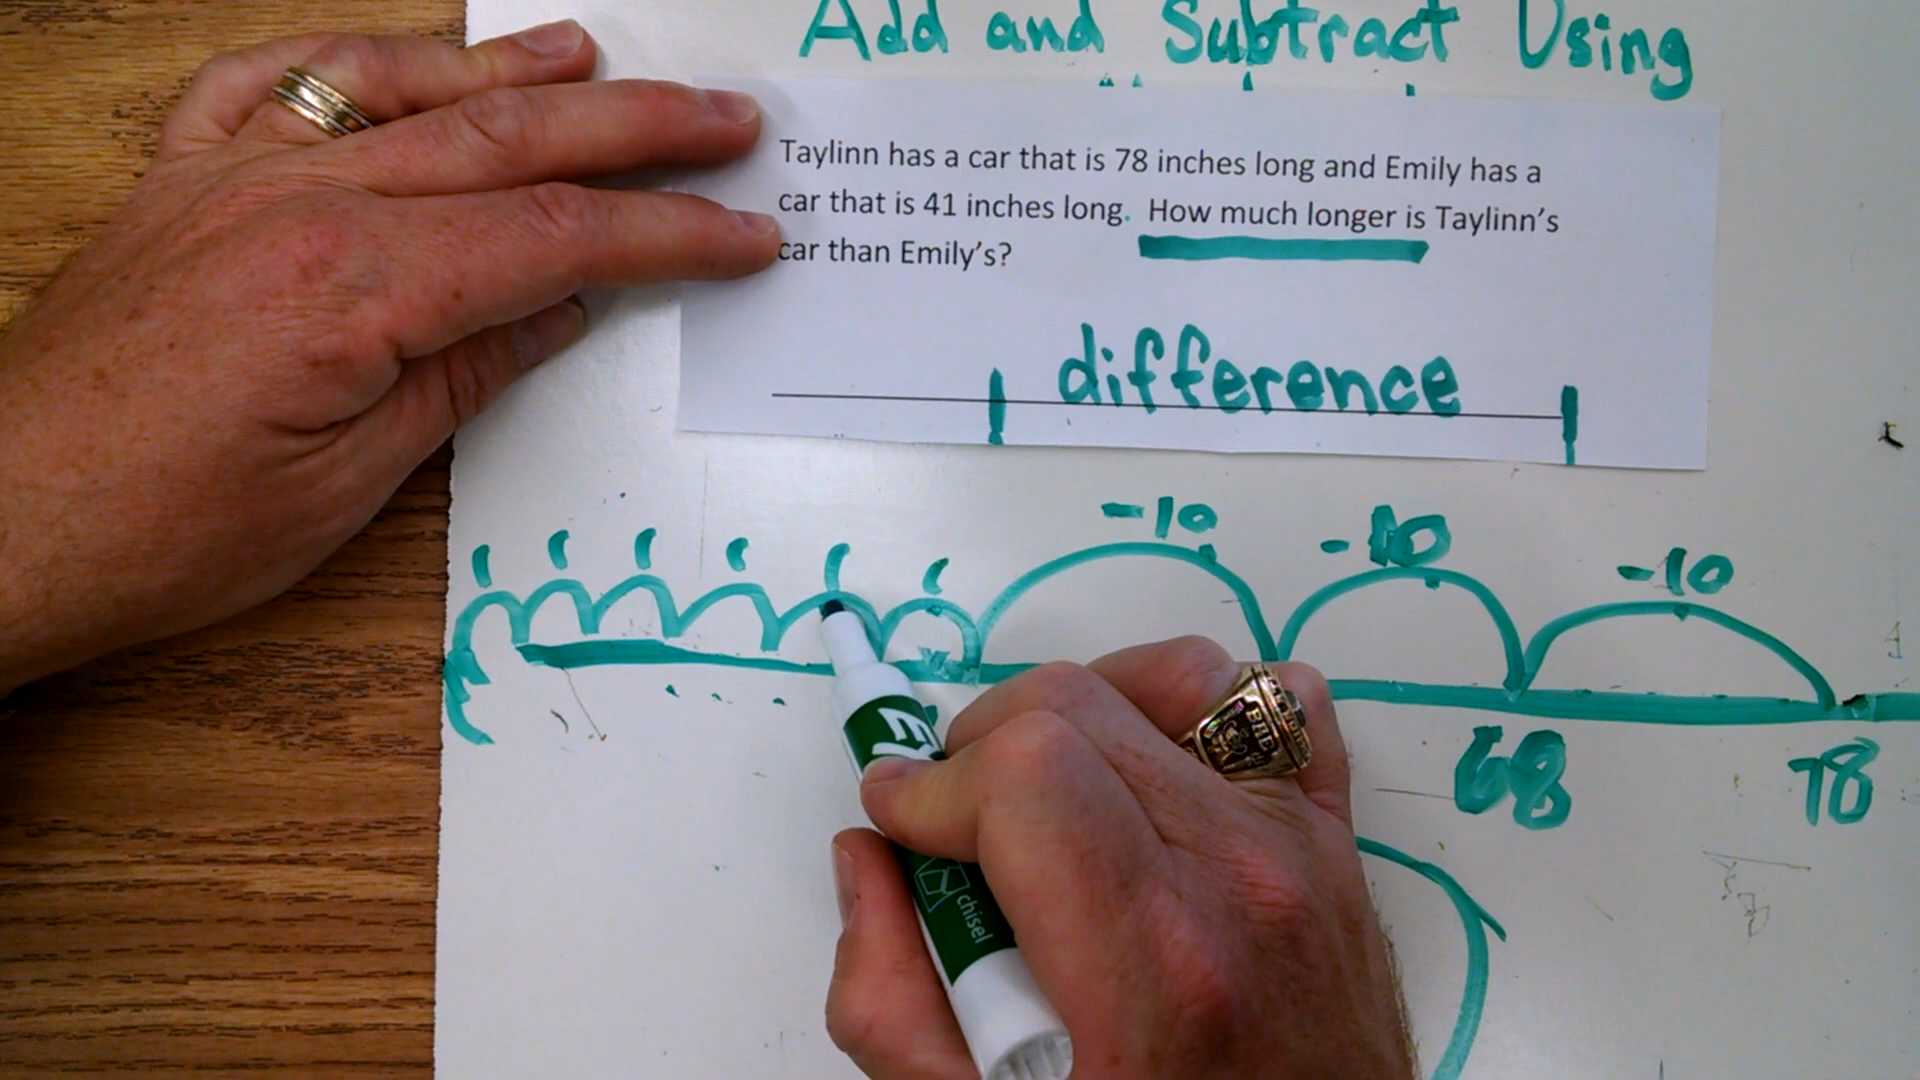 Add and Subtract Using
Taylinn has a car that is 78 inches long and Emily has a
car that is 41 inches long. How much longer is Taylinn's
car than Emily's?
difference
-10 -10 -10
68 78
chisel